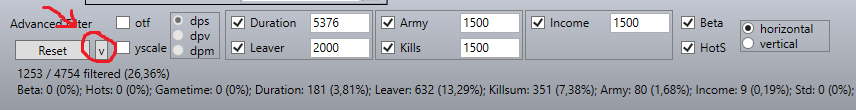 Advanced Filter otf dps Duration 5376 Army 1500 Income 1500 Beta horizontal
dpv vertical
Reset v yscale dpm Leaver 2000 Kills 1500 HotS
1253 / 4754 filtered (26,36%)
Beta: 0 (0%); Hots: 0 (0%); Gametime: 0 (0%); Duration: 181 (3,81%); Leaver: 632 (13,29%); Killsum: 351 (7,38%); Army: 80 (1,68%); Income: 9 (0,19%); Std: 0 (0%);